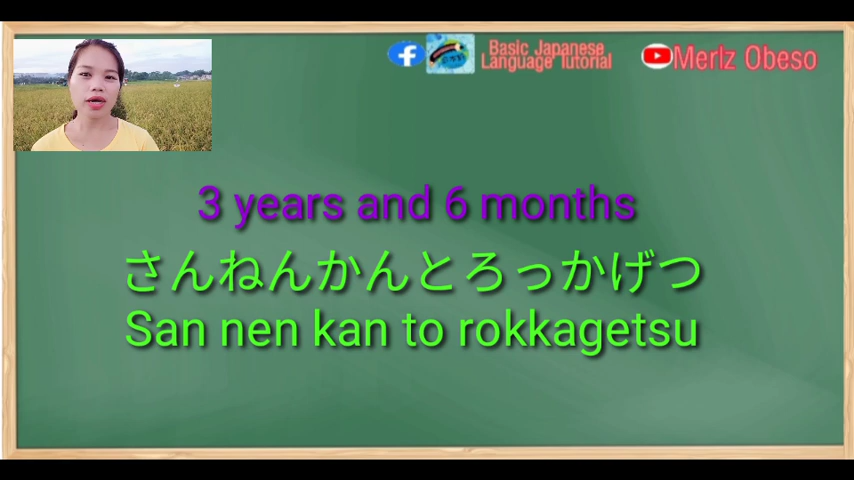 Basic Japanese
Language Tutorial
Merlz Obeso
3 years and 6 months
さんねんかんとろっかげつ
San nen kan to rokkagetsu